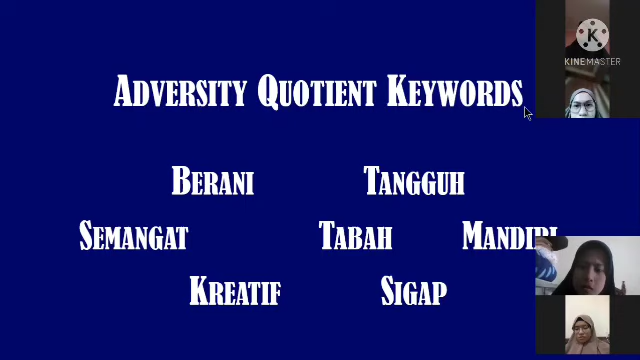 KINEMASTER
ADVERSITY QUOTIENT KEYWORDS
BERANI TANGGUH
SEMANGAT TABAH MANDIRI
KREATIF SIGAP